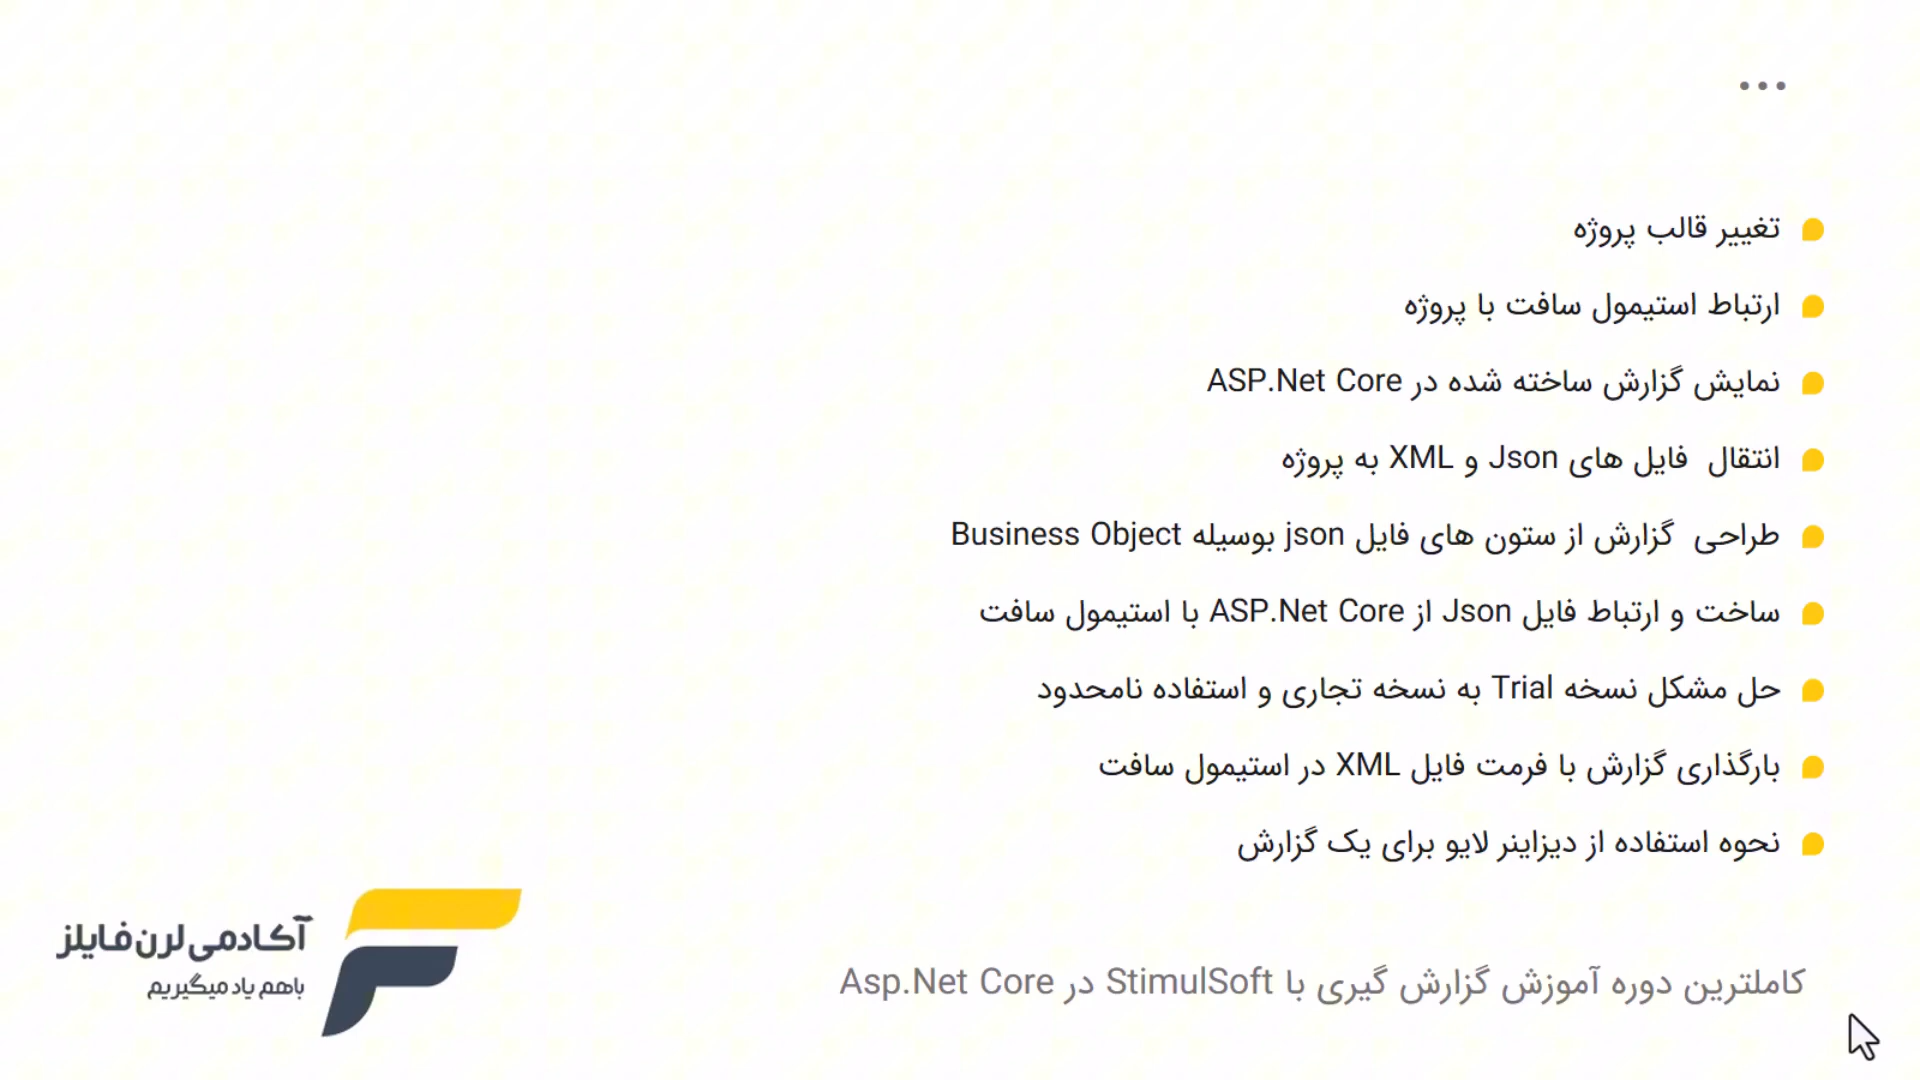 تغییر قالب پروژه
ارتباط استیمول سافت با پروژه
نمایش گزارش ساخته شده در ASP.Net Core
انتقال فایل های Json و XML به پروژه
طراحی گزارش از ستون های فایل json بوسیله Business Object
ساخت و ارتباط فایل Json از ASP.Net Core با استیمول سافت
حل مشکل نسخه Trial به نسخه تجاری و استفاده نامحدود
بارگذاری گزارش با فرمت فایل XML در استیمول سافت
نحوه استفاده از دیزاینر لایو برای یک گزارش
کاملترین دوره آموزش گزارش گیری با StimulSoft در Asp.Net Core
آکادمی لرن فایلز
باهم یاد میگیریم